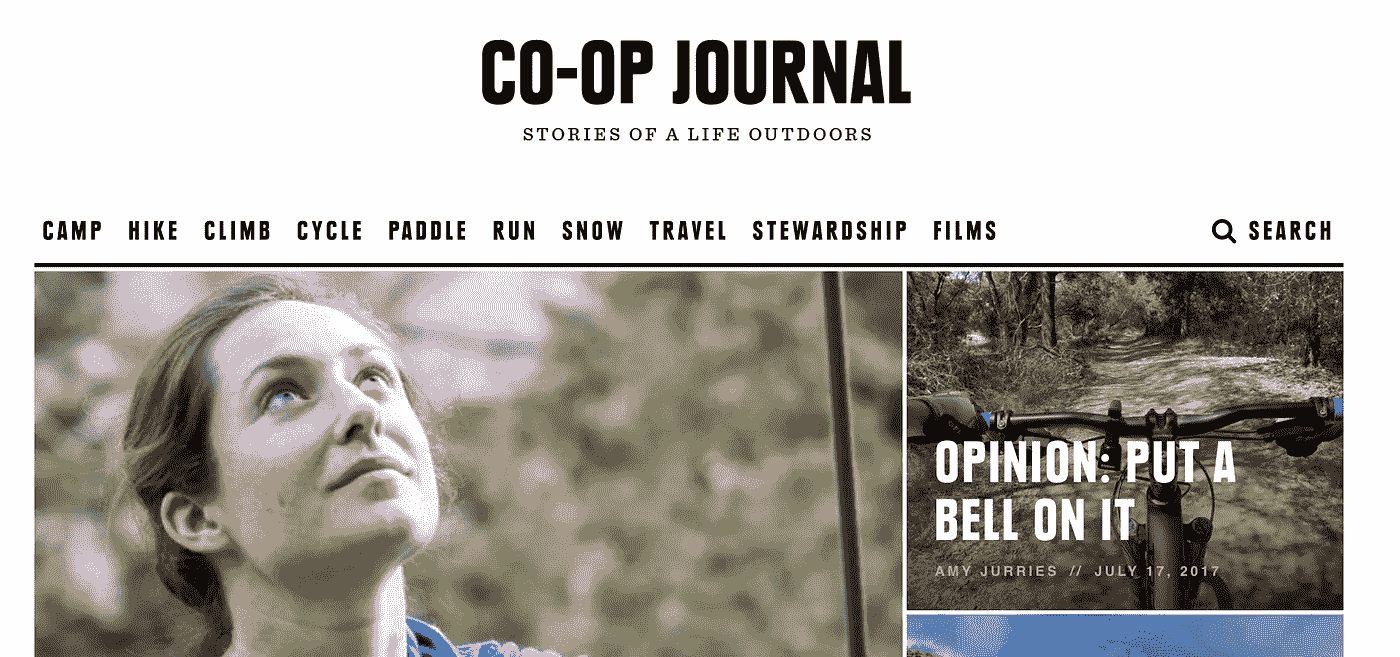 CO-OP JOURNAL
STORIES OF A LIFE OUTDOORS
CAMP HIKE CLIMB CYCLE PADDLE RUN SNOW TRAVEL STEWARDSHIP FILMS SEARCH
OPINION: PUT A
BELL ON IT
AMY JURRIES // JULY 17, 2017